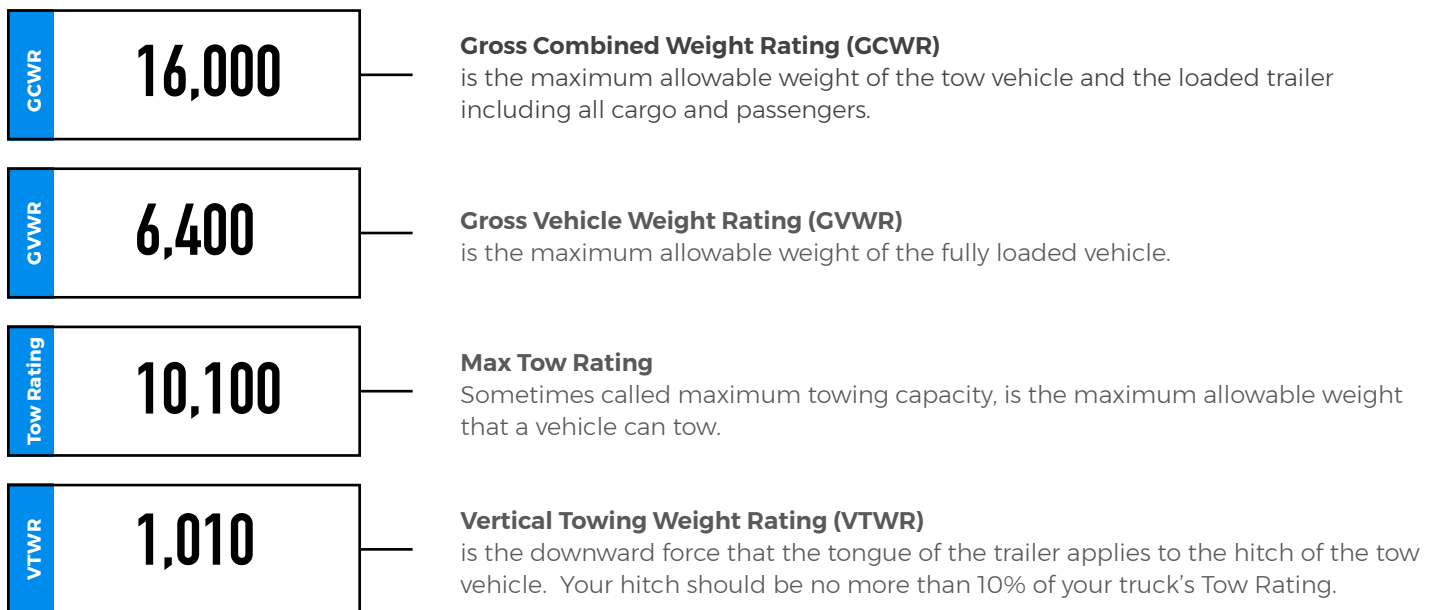 GCWR
16,000
Gross Combined Weight Rating (GCWR)
is the maximum allowable weight of the tow vehicle and the loaded trailer
including all cargo and passengers.
GVWR
6,400
Gross Vehicle Weight Rating (GVWR)
is the maximum allowable weight of the fully loaded vehicle.
Tow Rating
10,100
Max Tow Rating
Sometimes called maximum towing capacity, is the maximum allowable weight
that a vehicle can tow.
VTWR
1,010
Vertical Towing Weight Rating (VTWR)
is the downward force that the tongue of the trailer applies to the hitch of the tow
vehicle.  Your hitch should be no more than 10% of your truck's Tow Rating.